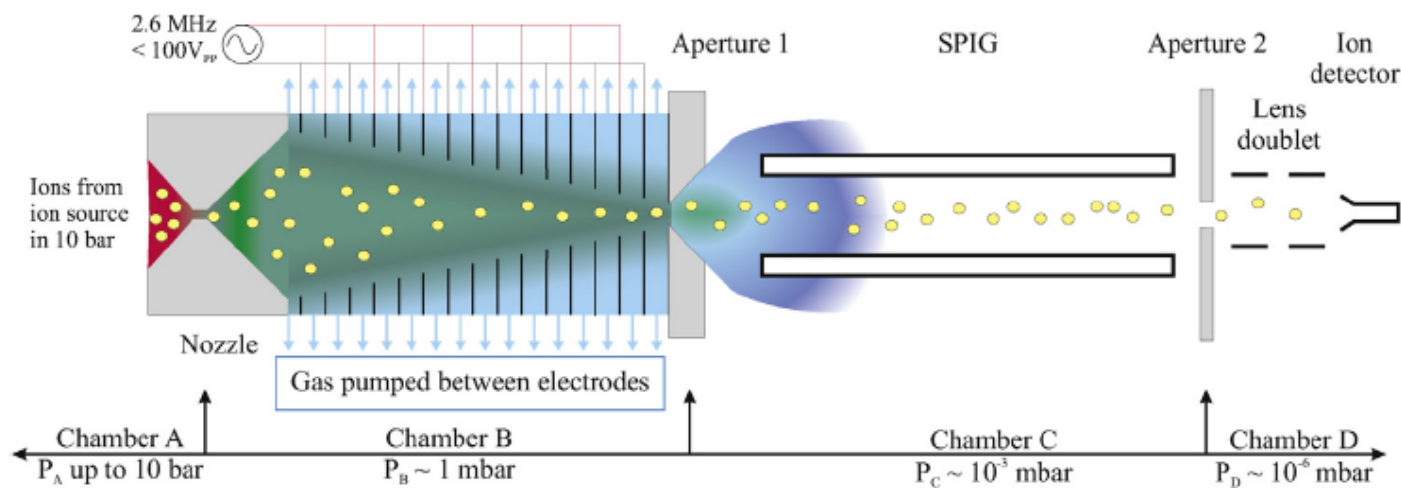 2.6 MHz
< 100V_PP
Aperture 1
SPIG
Aperture 2
Ion
detector
Lens
doublet
Ions from
ion source
in 10 bar
Nozzle
Gas pumped between electrodes
Chamber A
Chamber B
Chamber C
Chamber D
P_A up to 10 bar
P_B ~ 1 mbar
P_C ~ 10⁻³ mbar
P_D ~ 10⁻⁶ mbar